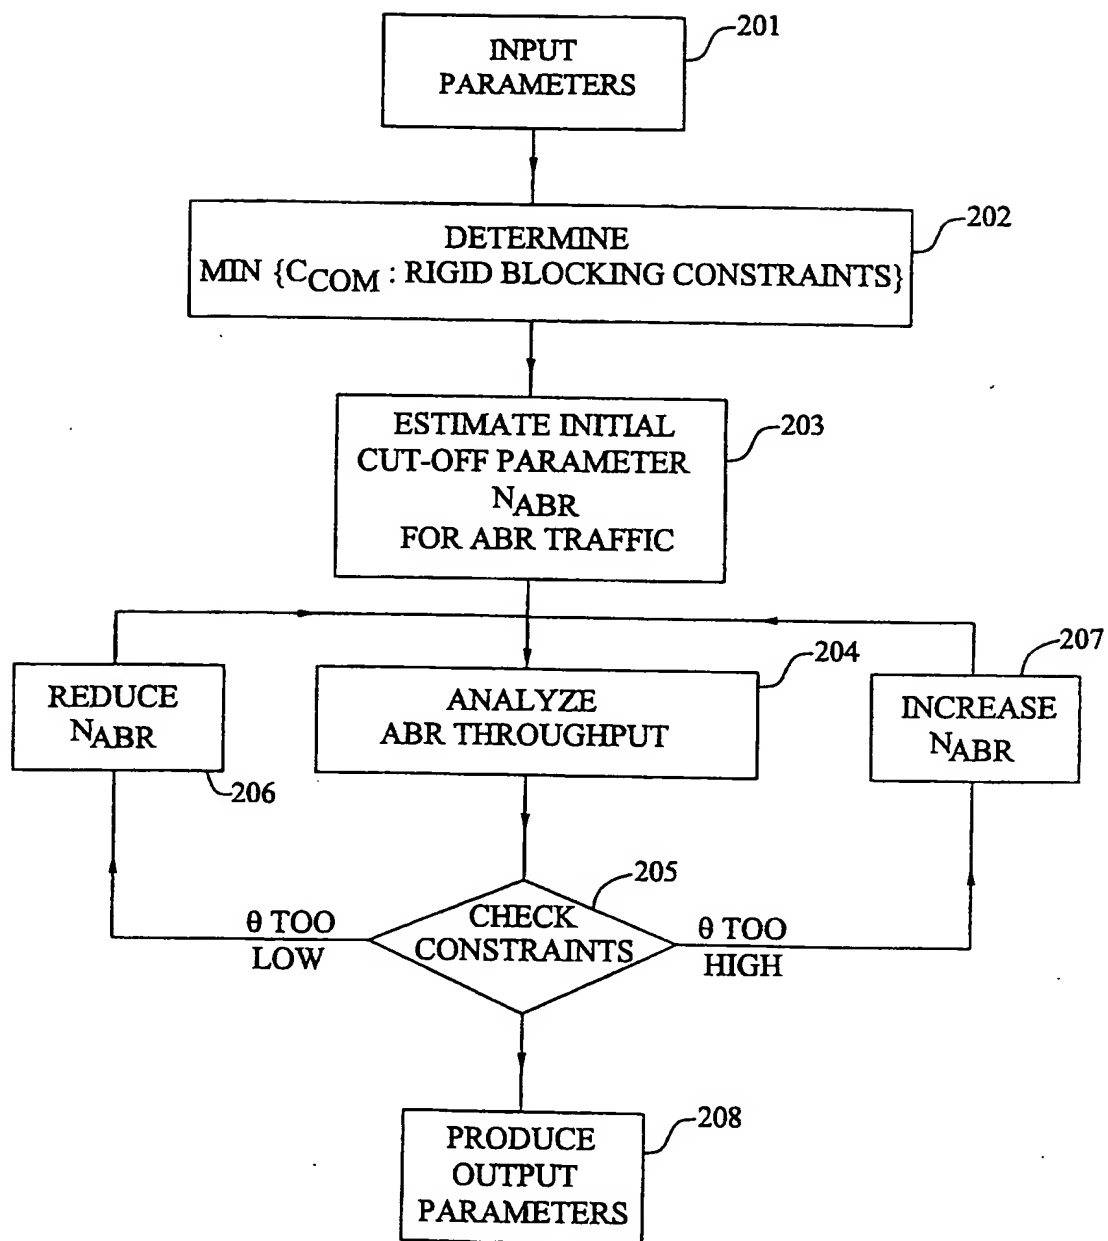 INPUT
PARAMETERS
201
DETERMINE
MIN {CCOM : RIGID BLOCKING CONSTRAINTS}
202
ESTIMATE INITIAL
CUT-OFF PARAMETER
NABR
FOR ABR TRAFFIC
203
REDUCE
NABR
206
ANALYZE
ABR THROUGHPUT
204
INCREASE
NABR
207
CHECK
CONSTRAINTS
205
θ TOO
LOW
θ TOO
HIGH
PRODUCE
OUTPUT
PARAMETERS
208